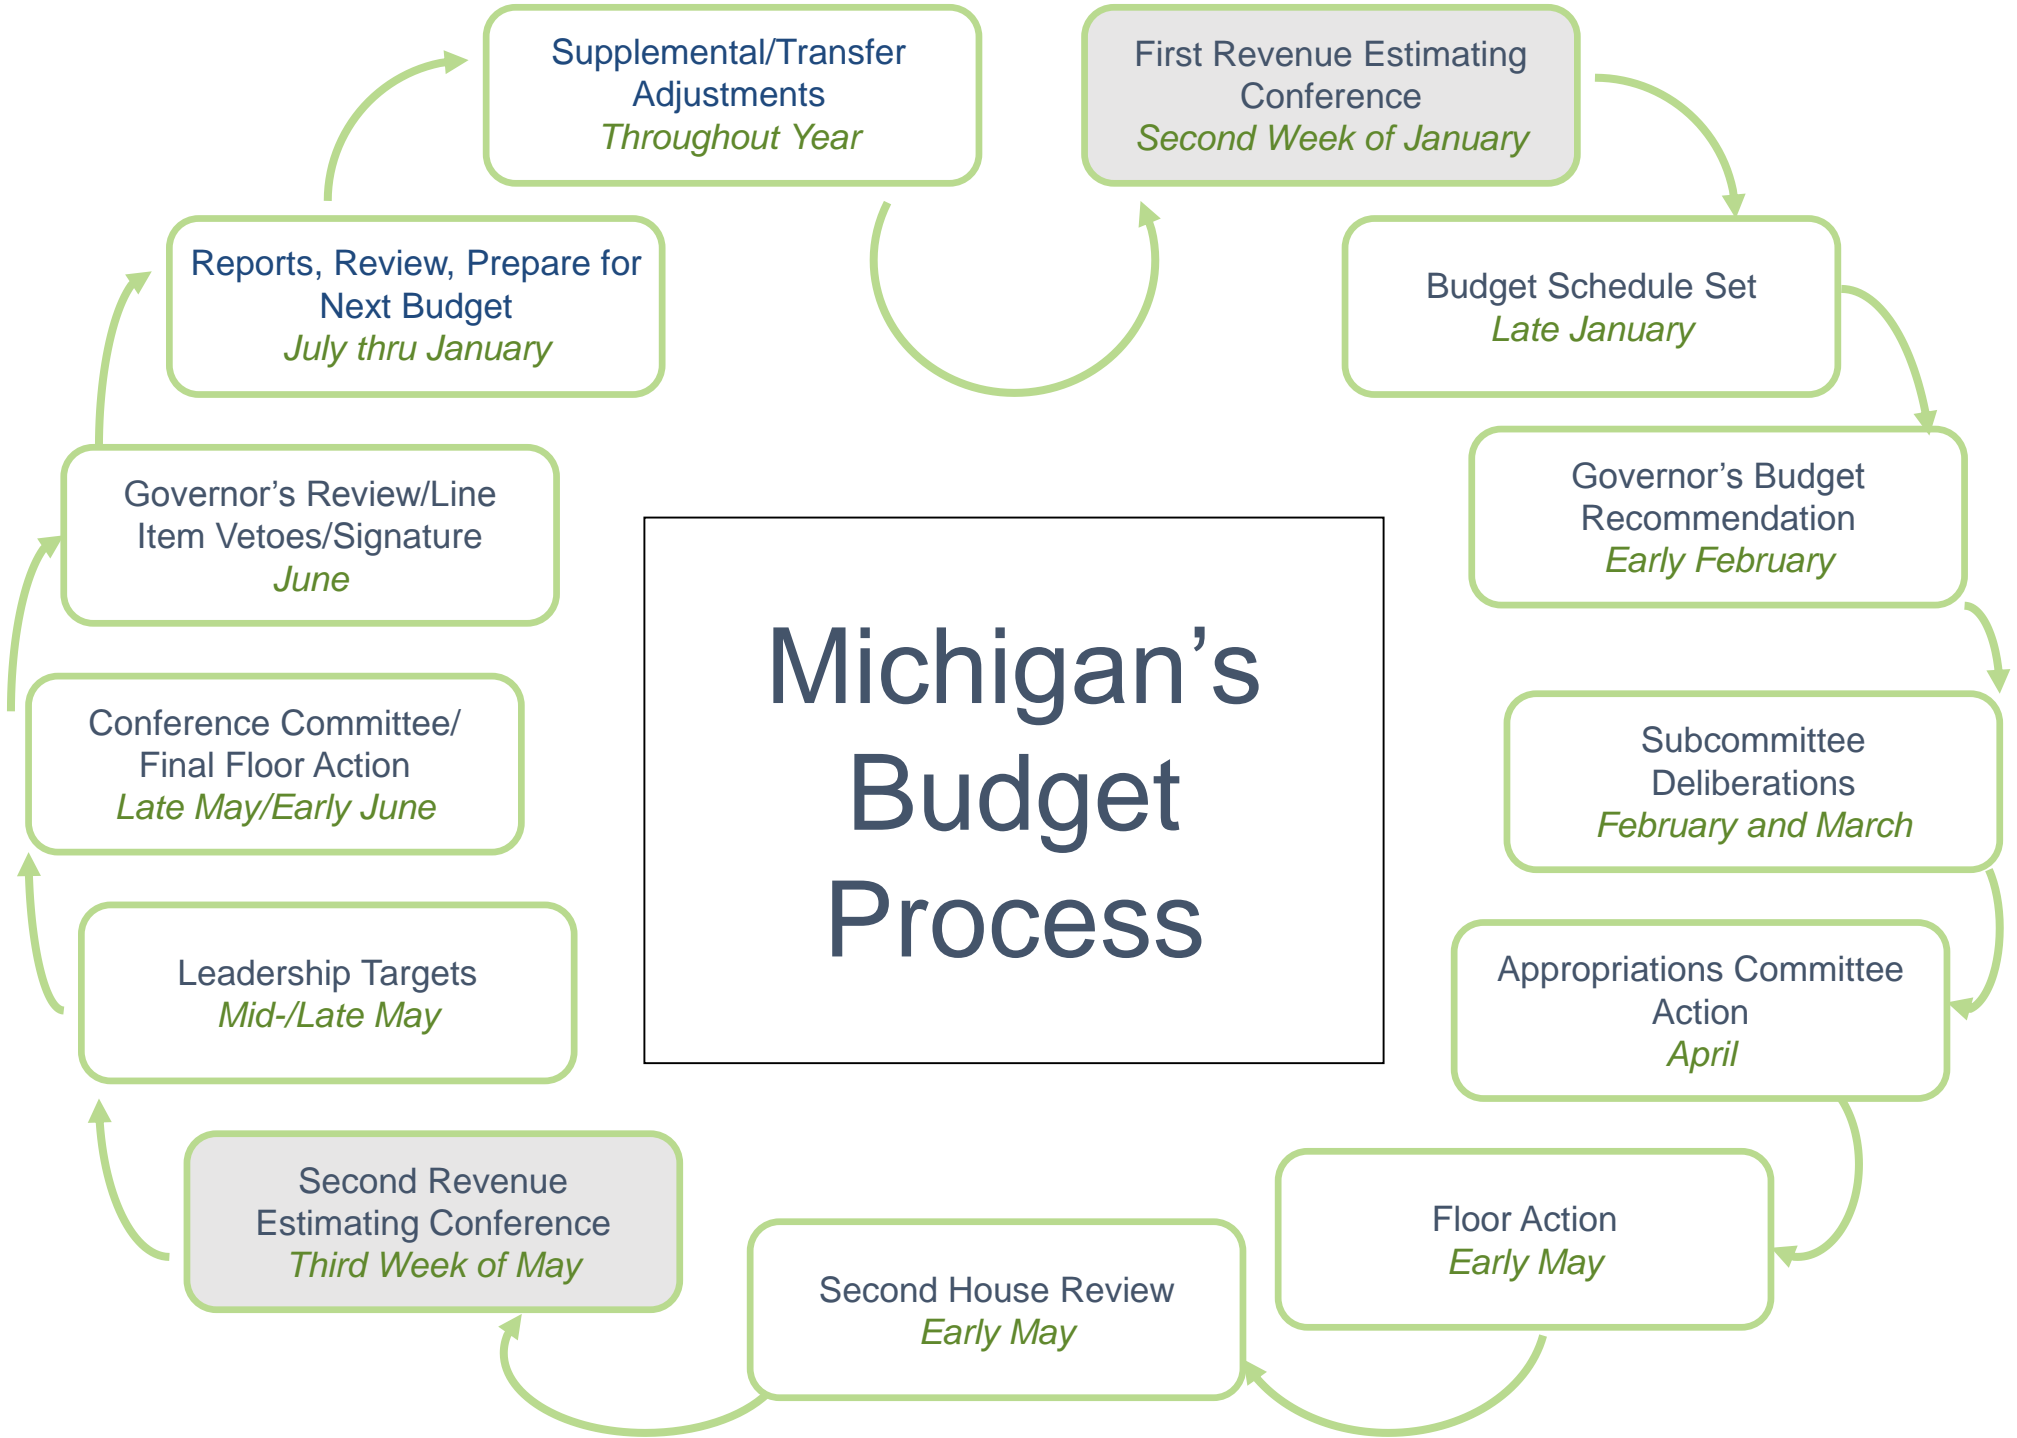 Supplemental/Transfer
Adjustments
Throughout Year
First Revenue Estimating
Conference
Second Week of January
Reports, Review, Prepare for
Next Budget
July thru January
Budget Schedule Set
Late January
Governor’s Review/Line
Item Vetoes/Signature
June
Governor’s Budget
Recommendation
Early February
Michigan’s
Budget
Process
Conference Committee/
Final Floor Action
Late May/Early June
Subcommittee
Deliberations
February and March
Leadership Targets
Mid-/Late May
Appropriations Committee
Action
April
Second Revenue
Estimating Conference
Third Week of May
Second House Review
Early May
Floor Action
Early May